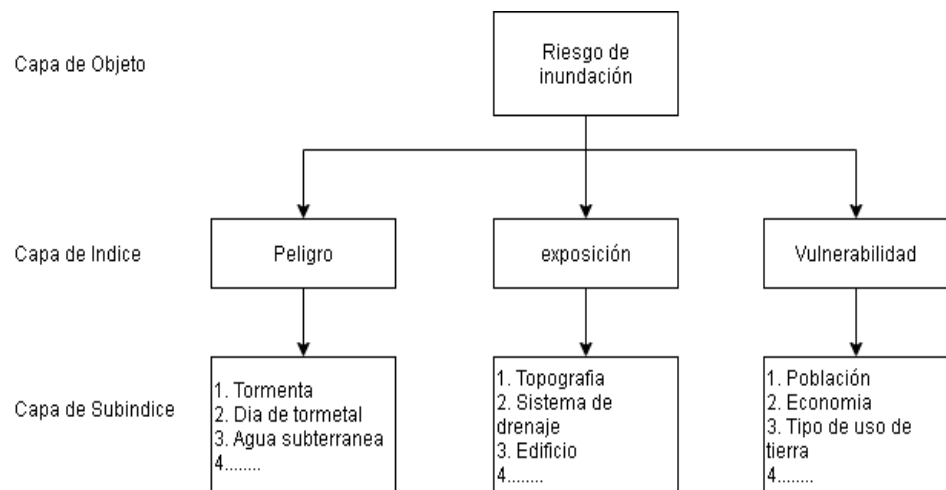 Capa de Objeto
Riesgo de
inundación
Capa de Indice
Peligro
exposición
Vulnerabilidad
Capa de Subindice
1. Tormenta
2. Dia de tormetal
3. Agua subterranea
4........
1. Topografia
2. Sistema de
drenaje
3. Edificio
4........
1. Población
2. Economia
3. Tipo de uso de
tierra
4........